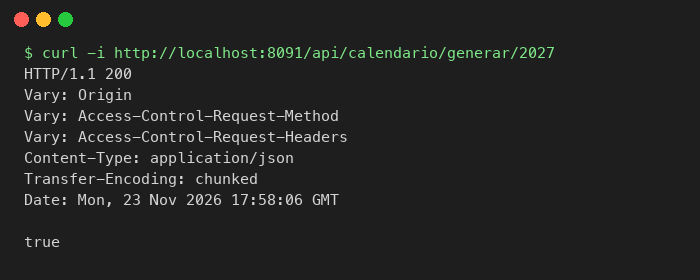 $ curl -i http://localhost:8091/api/calendario/generar/2027
HTTP/1.1 200
Vary: Origin
Vary: Access-Control-Request-Method
Vary: Access-Control-Request-Headers
Content-Type: application/json
Transfer-Encoding: chunked
Date: Mon, 23 Nov 2026 17:58:06 GMT

true